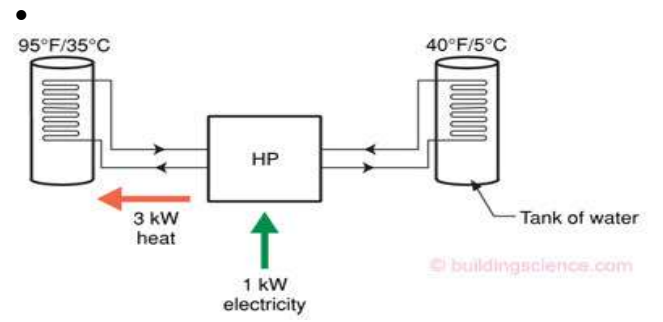 95°F/35°C
40°F/5°C
HP
3 kW
heat
Tank of water
© buildingscience.com
1 kW
electricity